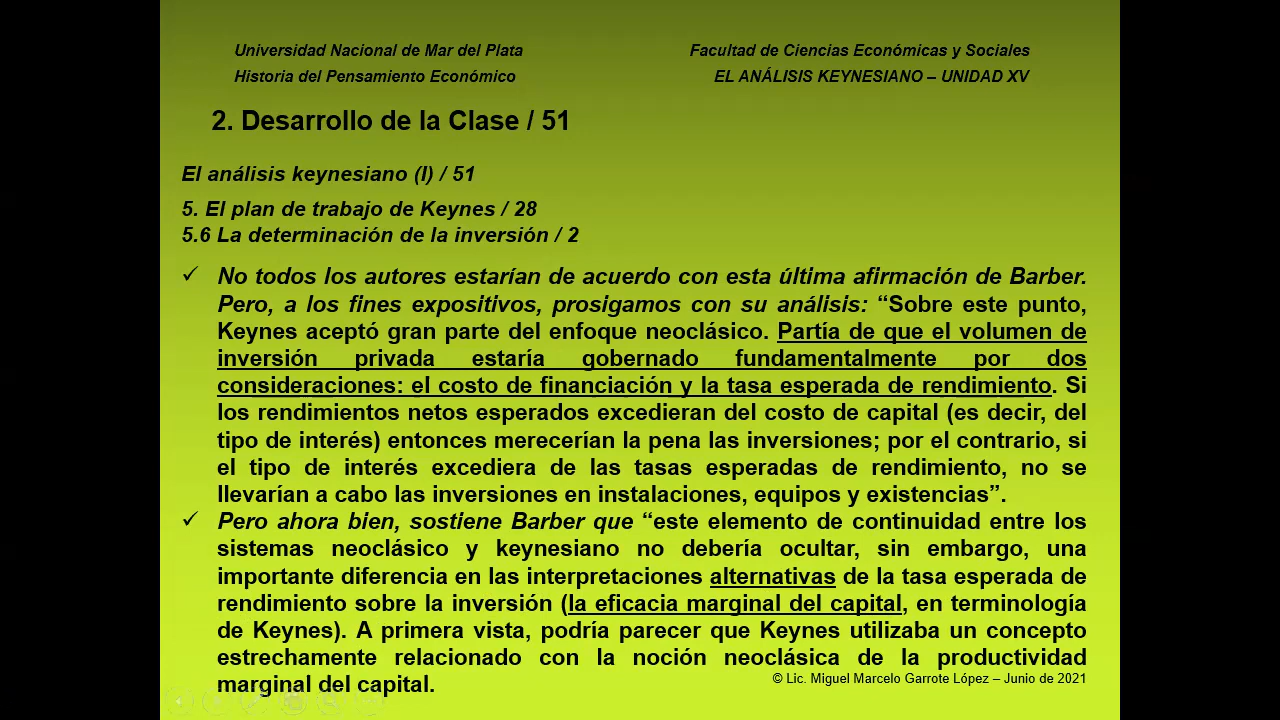 Universidad Nacional de Mar del Plata
Facultad de Ciencias Económicas y Sociales
Historia del Pensamiento Económico
EL ANÁLISIS KEYNESIANO – UNIDAD XV
2. Desarrollo de la Clase / 51
El análisis keynesiano (I) / 51
5. El plan de trabajo de Keynes / 28
5.6 La determinación de la inversión / 2
✓ No todos los autores estarían de acuerdo con esta última afirmación de Barber.
Pero, a los fines expositivos, prosigamos con su análisis: “Sobre este punto,
Keynes aceptó gran parte del enfoque neoclásico. Partía de que el volumen de
inversión privada estaría gobernado fundamentalmente por dos
consideraciones: el costo de financiación y la tasa esperada de rendimiento. Si
los rendimientos netos esperados excedieran del costo de capital (es decir, del
tipo de interés) entonces merecerían la pena las inversiones; por el contrario, si
el tipo de interés excediera de las tasas esperadas de rendimiento, no se
llevarían a cabo las inversiones en instalaciones, equipos y existencias”.
✓ Pero ahora bien, sostiene Barber que “este elemento de continuidad entre los
sistemas neoclásico y keynesiano no debería ocultar, sin embargo, una
importante diferencia en las interpretaciones alternativas de la tasa esperada de
rendimiento sobre la inversión (la eficacia marginal del capital, en terminología
de Keynes). A primera vista, podría parecer que Keynes utilizaba un concepto
estrechamente relacionado con la noción neoclásica de la productividad
marginal del capital.
© Lic. Miguel Marcelo Garrote López – Junio de 2021